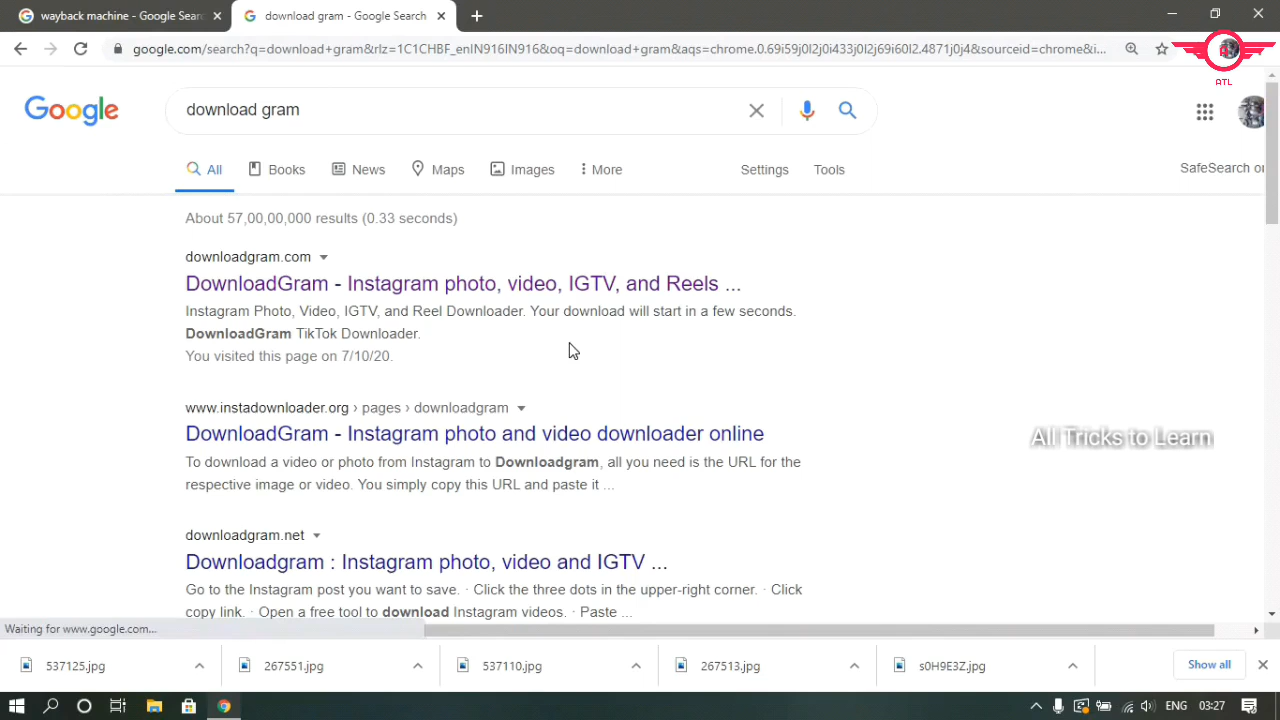 wayback machine - Google Sear
download gram - Google Search
google.com/search?q=download+gram&rlz=1C1CHBF_enIN916IN916&oq=download+gram&aqs=chrome.0.69i59j0l2j0i433j0l2j69i60l2.4871j0j4&sourceid=chrome&i...
ATL
Google
download gram
All
Books
News
Maps
Images
More
Settings
Tools
SafeSearch on
About 57,00,00,000 results (0.33 seconds)
downloadgram.com
DownloadGram - Instagram photo, video, IGTV, and Reels ...
Instagram Photo, Video, IGTV, and Reel Downloader. Your download will start in a few seconds.
DownloadGram TikTok Downloader.
You visited this page on 7/10/20.
www.instadownloader.org › pages › downloadgram
DownloadGram - Instagram photo and video downloader online
All Tricks to Learn
To download a video or photo from Instagram to Downloadgram, all you need is the URL for the
respective image or video. You simply copy this URL and paste it ...
downloadgram.net
Downloadgram : Instagram photo, video and IGTV ...
Go to the Instagram post you want to save. · Click the three dots in the upper-right corner. · Click
copy link. · Open a free tool to download Instagram videos. · Paste ...
Waiting for www.google.com...
537125.jpg
267551.jpg
537110.jpg
267513.jpg
s0H9E3Z.jpg
Show all
ENG
03:27